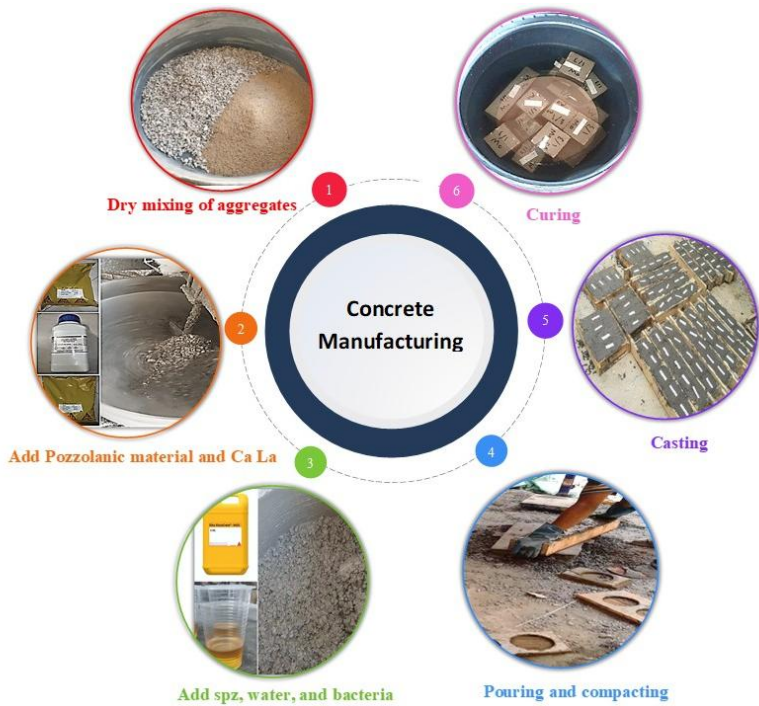 Concrete
Manufacturing
1
Dry mixing of aggregates
2
Add Pozzolanic material and Ca La
3
Add spz, water, and bacteria
4
Pouring and compacting
5
Casting
6
Curing